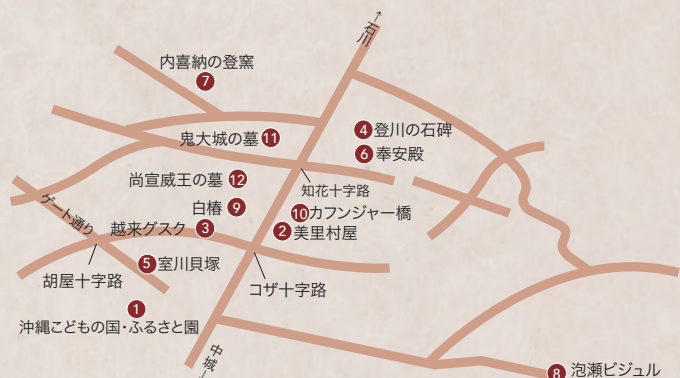 ↑石川
内喜納の登窯
7
4 登川の石碑
鬼大城の墓 11
6 奉安殿
尚宣威王の墓 12
知花十字路
白椿 9
10 カフンジャー橋
ゲート通り
越来グスク 3
2 美里村屋
5 室川貝塚
胡屋十字路
コザ十字路
1
沖縄こどもの国・ふるさと園
中城
8 泡瀬ビジュル